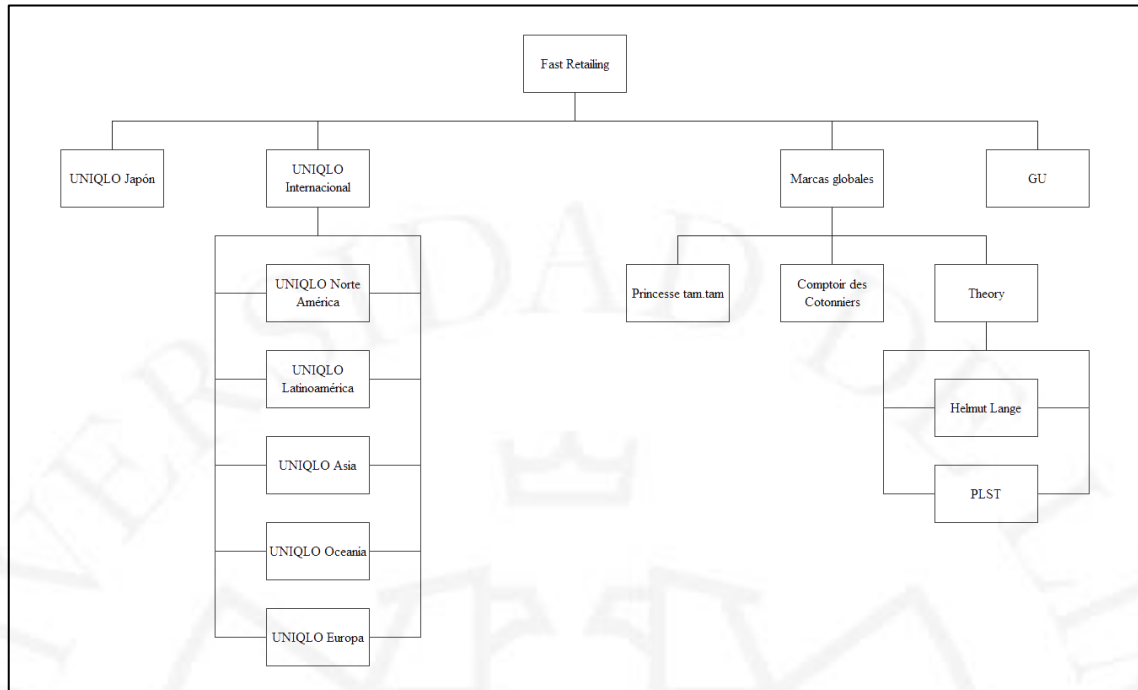 Fast Retailing
UNIQLO Japón
UNIQLO
Internacional
Marcas globales
GU
Princesse tam.tam
Comptoir des
Cotonniers
Theory
UNIQLO Norte
América
UNIQLO
Latinoamérica
UNIQLO Asia
UNIQLO Oceania
UNIQLO Europa
Helmut Lange
PLST